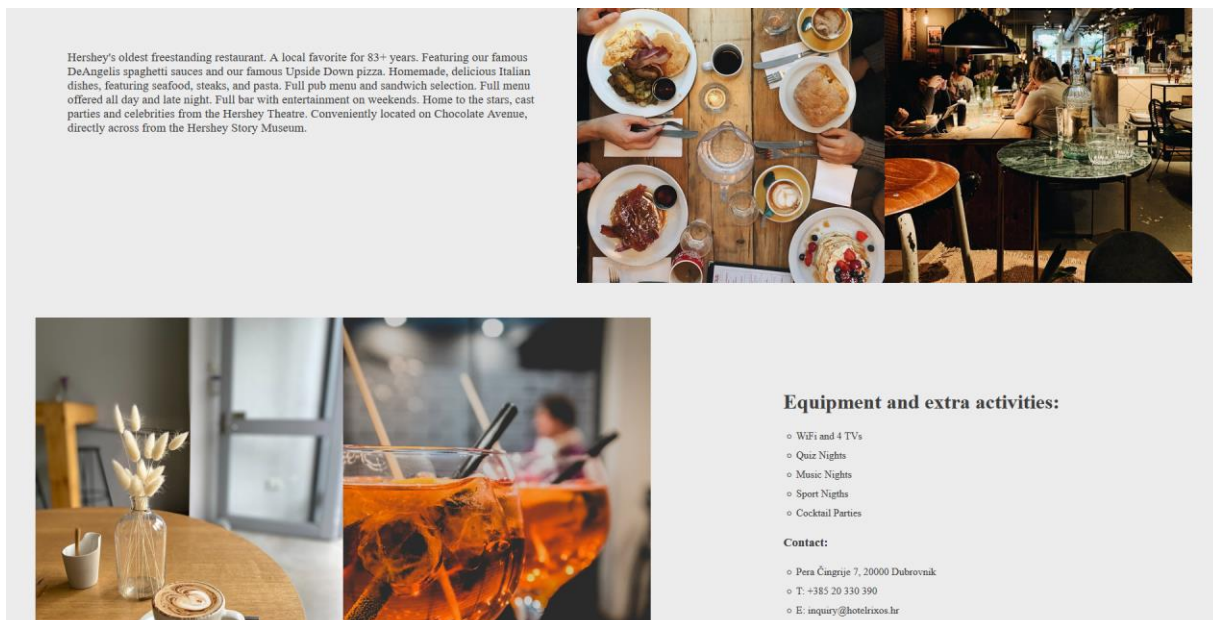 Hershey's oldest freestanding restaurant. A local favorite for 83+ years. Featuring our famous
DeAngelis spaghetti sauces and our famous Upside Down pizza. Homemade, delicious Italian
dishes, featuring seafood, steaks, and pasta. Full pub menu and sandwich selection. Full menu
offered all day and late night. Full bar with entertainment on weekends. Home to the stars, cast
parties and celebrities from the Hershey Theatre. Conveniently located on Chocolate Avenue,
directly across from the Hershey Story Museum.
Equipment and extra activities:
WiFi and 4 TVs
Quiz Nights
Music Nights
Sport Nigths
Cocktail Parties
Contact:
Pera Čingrije 7, 20000 Dubrovnik
T: +385 20 330 390
E: inquiry@hotelrixos.hr